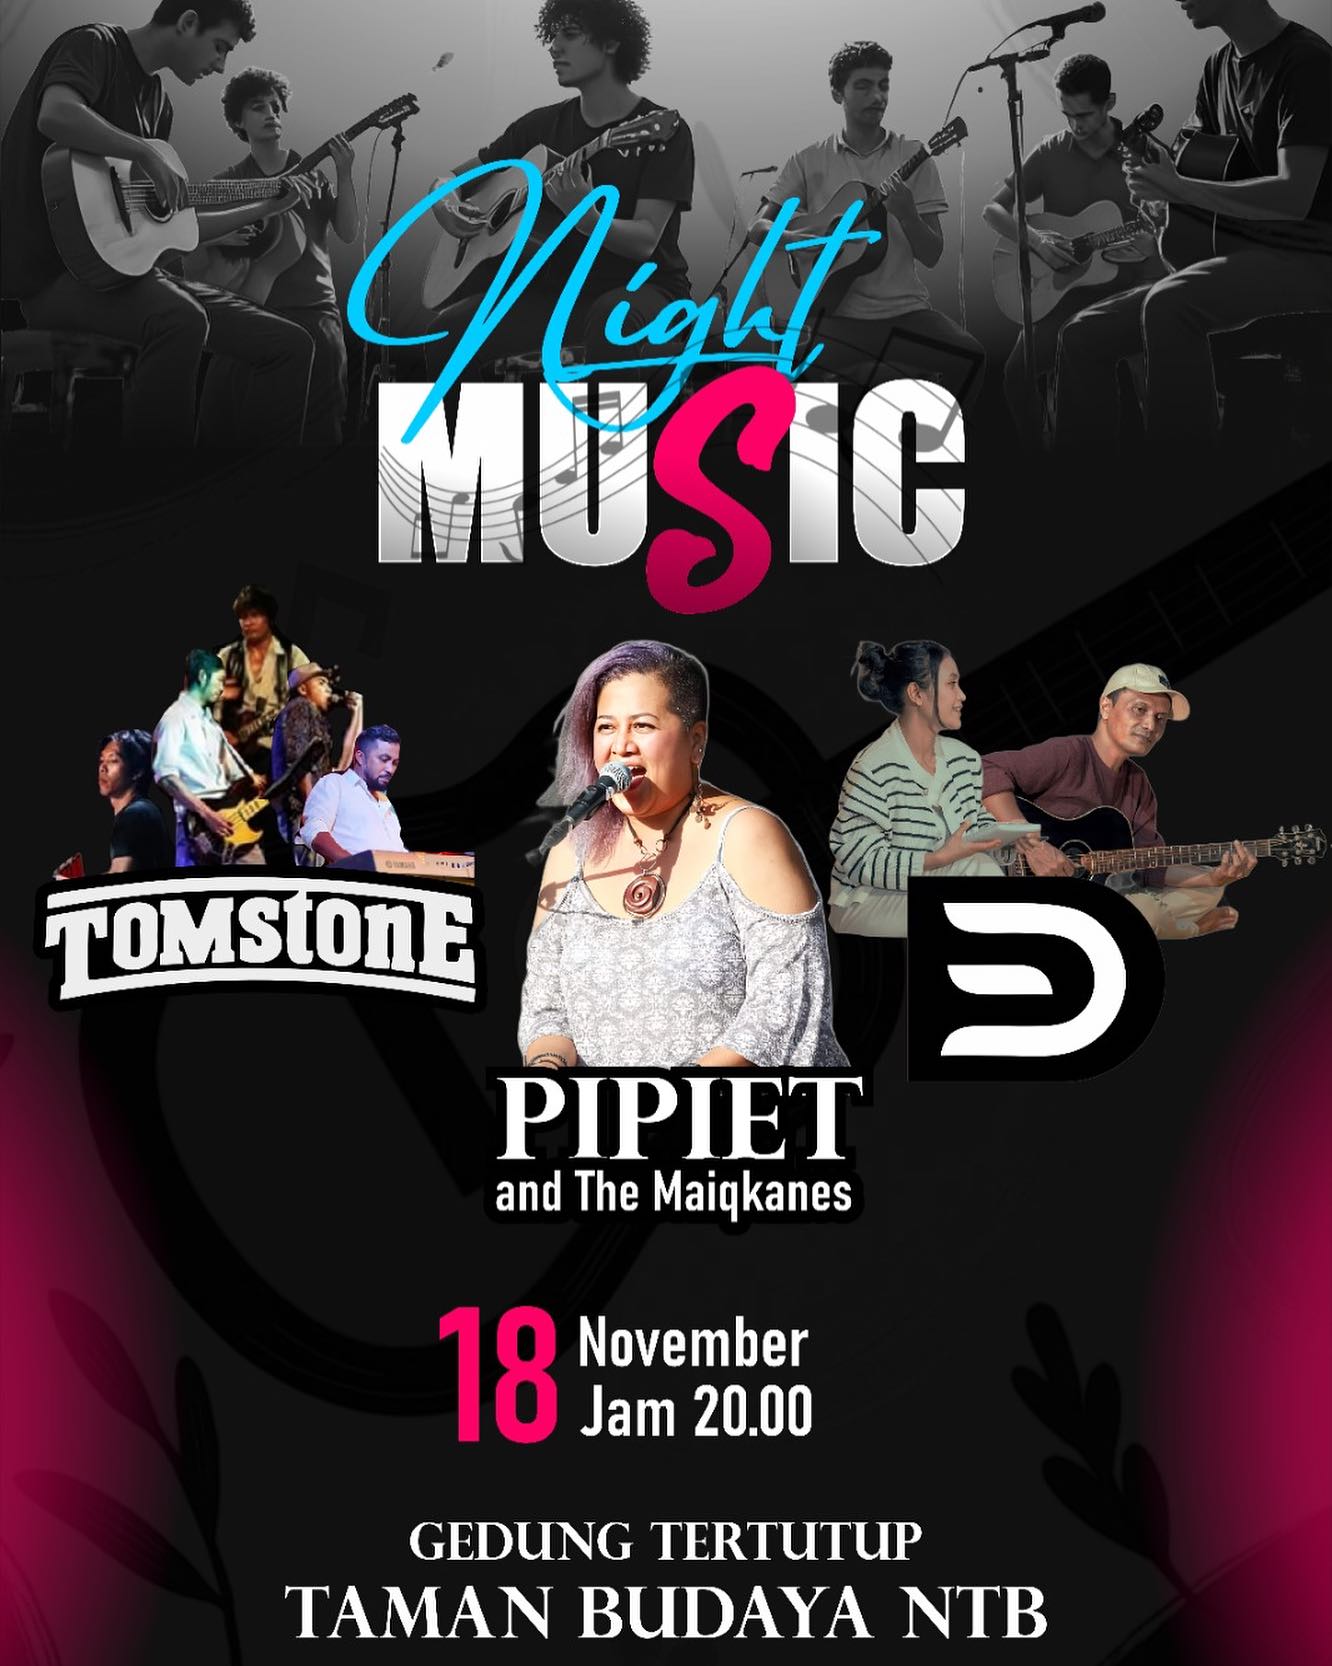 Night
MUSIC
TOMSTONE
PIPIET
and The Maiqkanes
18 November
Jam 20.00
GEDUNG TERTUTUP
TAMAN BUDAYA NTB